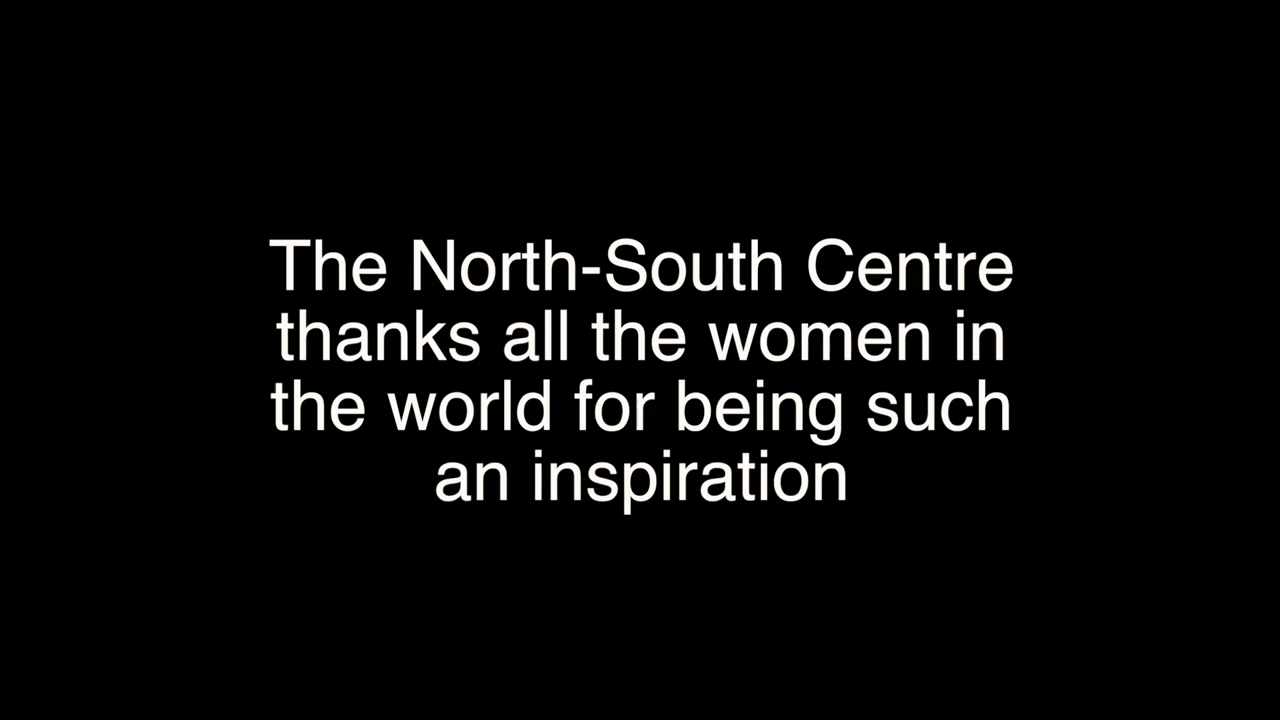 The North-South Centre
thanks all the women in
the world for being such
an inspiration